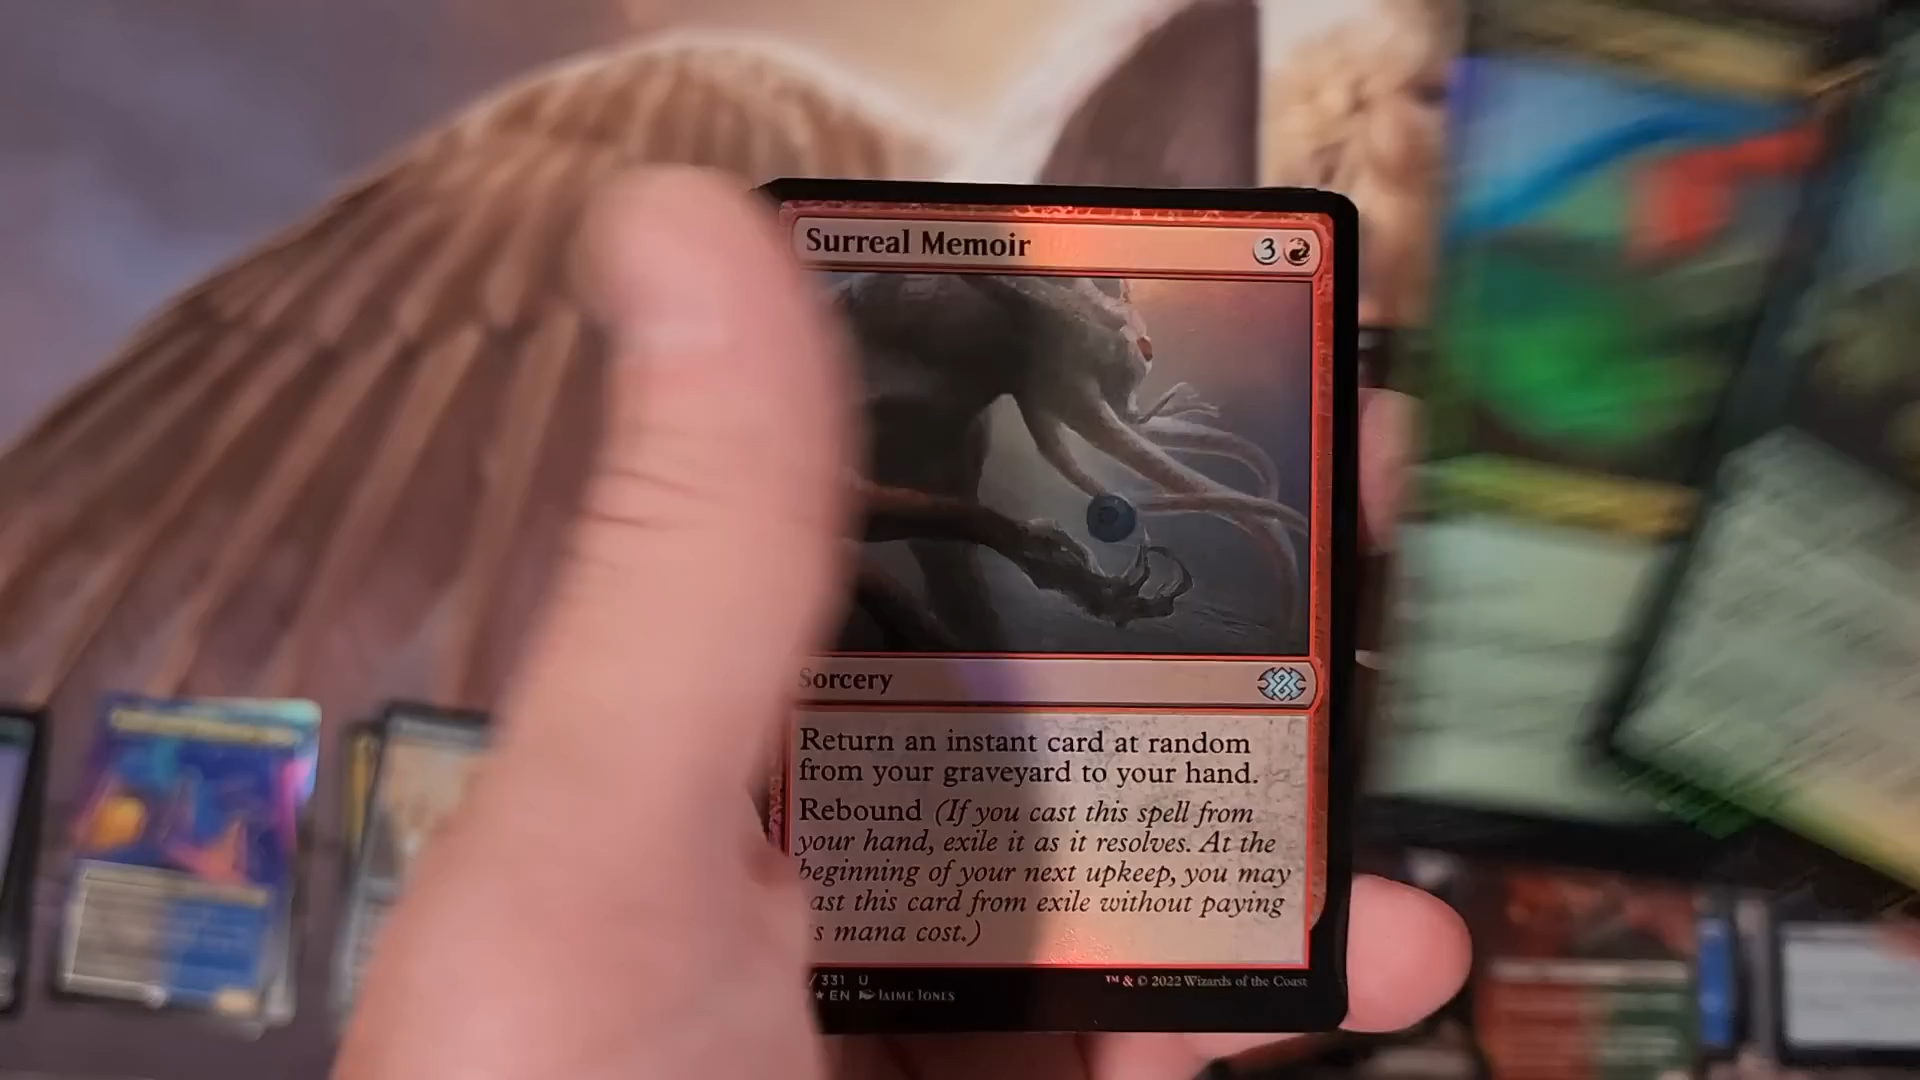 Surreal Memoir 3
Sorcery
Return an instant card at random
from your graveyard to your hand.
Rebound (If you cast this spell from
your hand, exile it as it resolves. At the
beginning of your next upkeep, you may
ast this card from exile without paying
s mana cost.)
/331 U
★ EN JAIME JONES
™ & © 2022 Wizards of the Coast